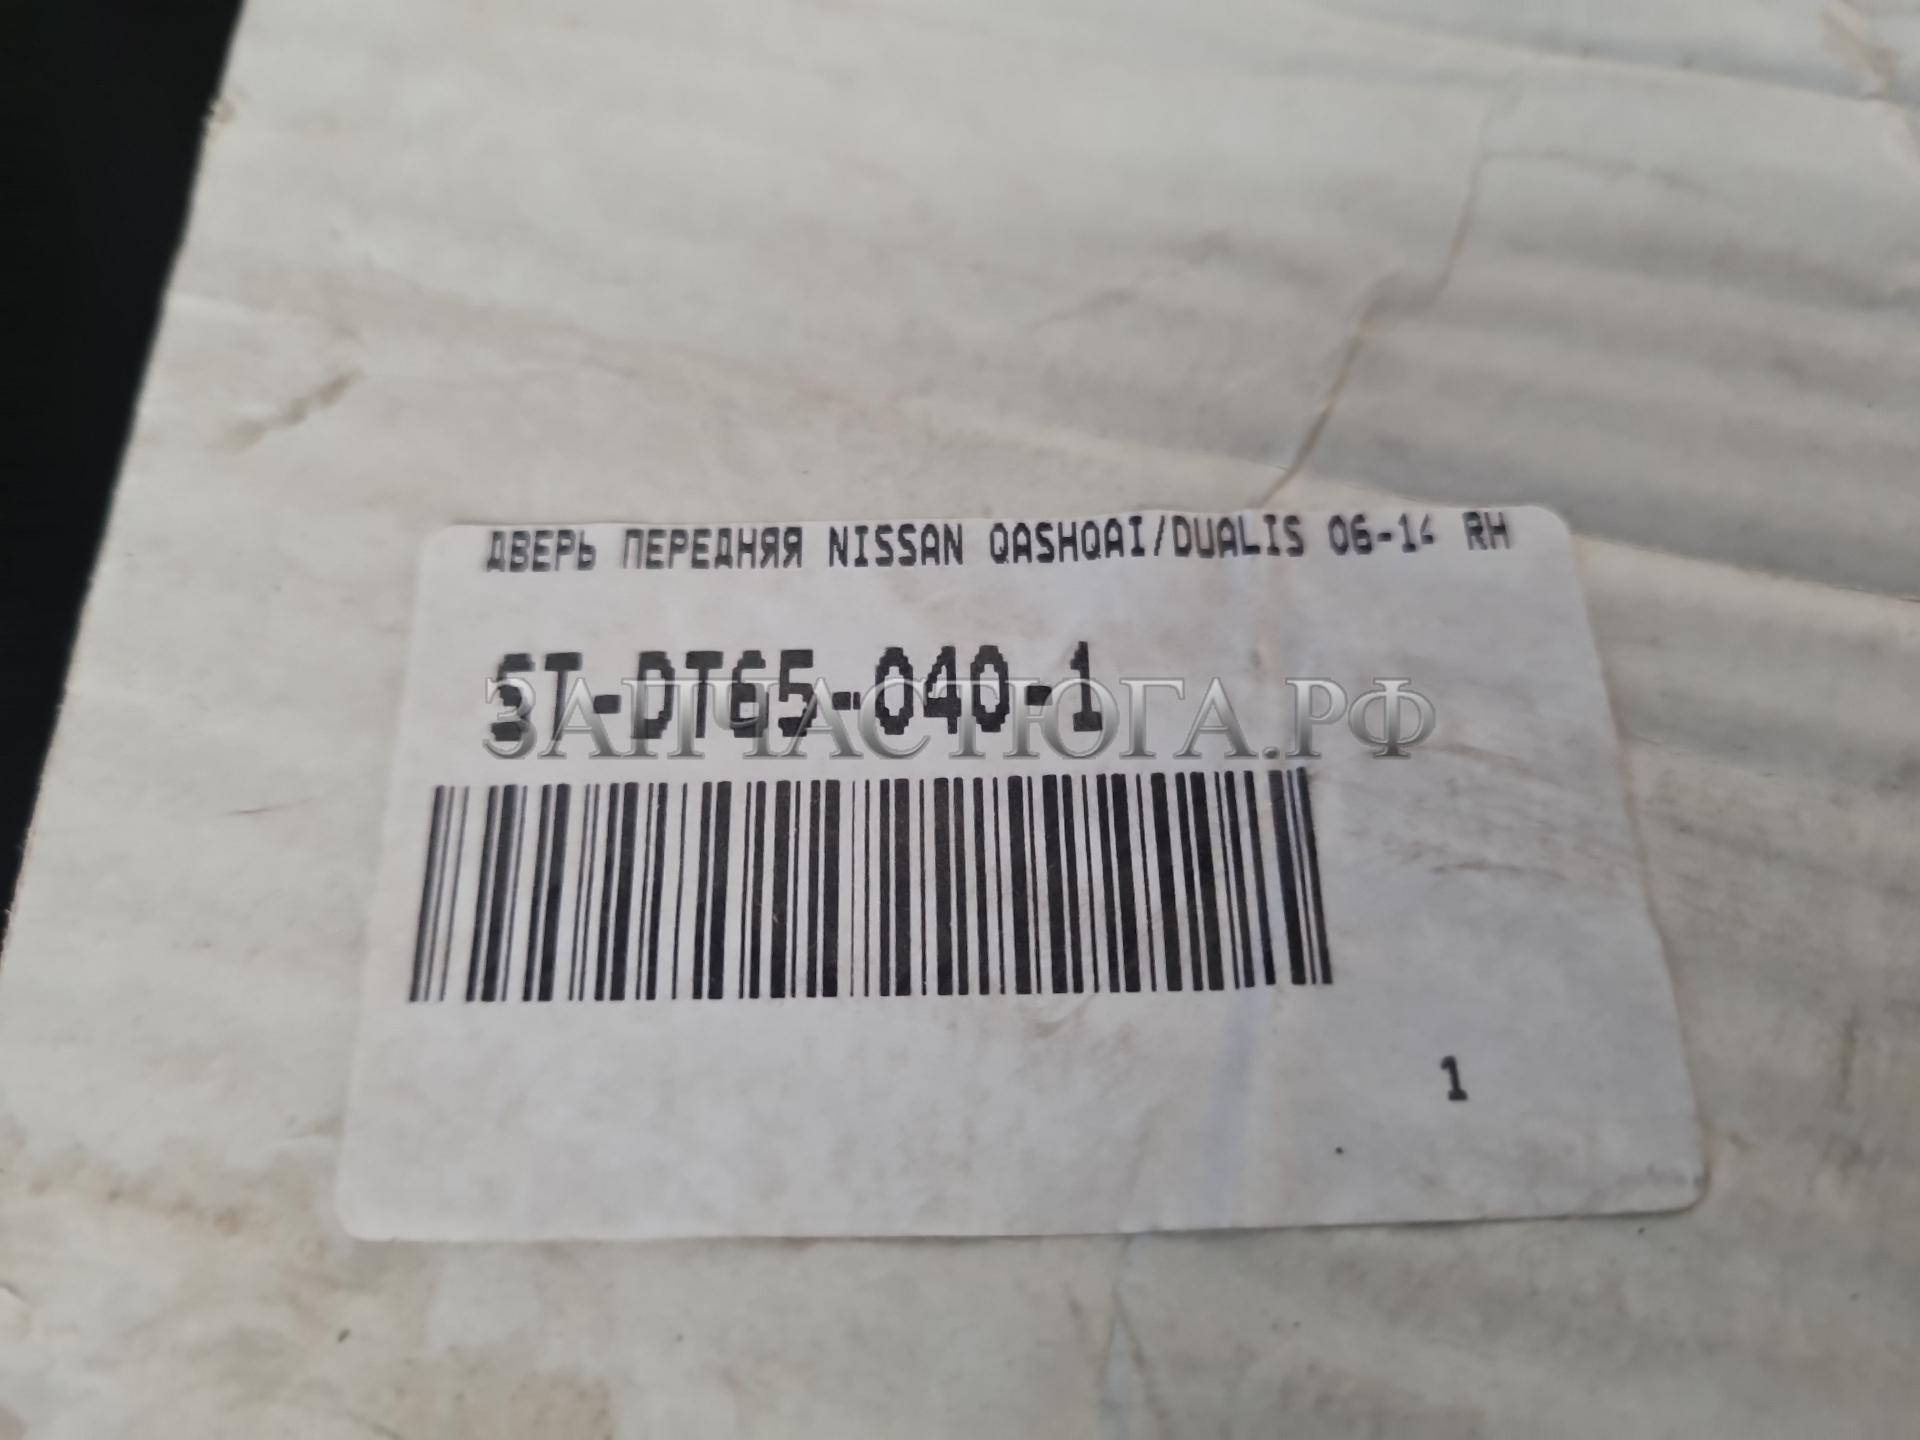 ДВЕРЬ ПЕРЕДНЯЯ NISSAN QASHQAI/DUALIS 06-14 RH
ST-DT65-040-1
ЗАПЧАСТЮГА.РФ
1